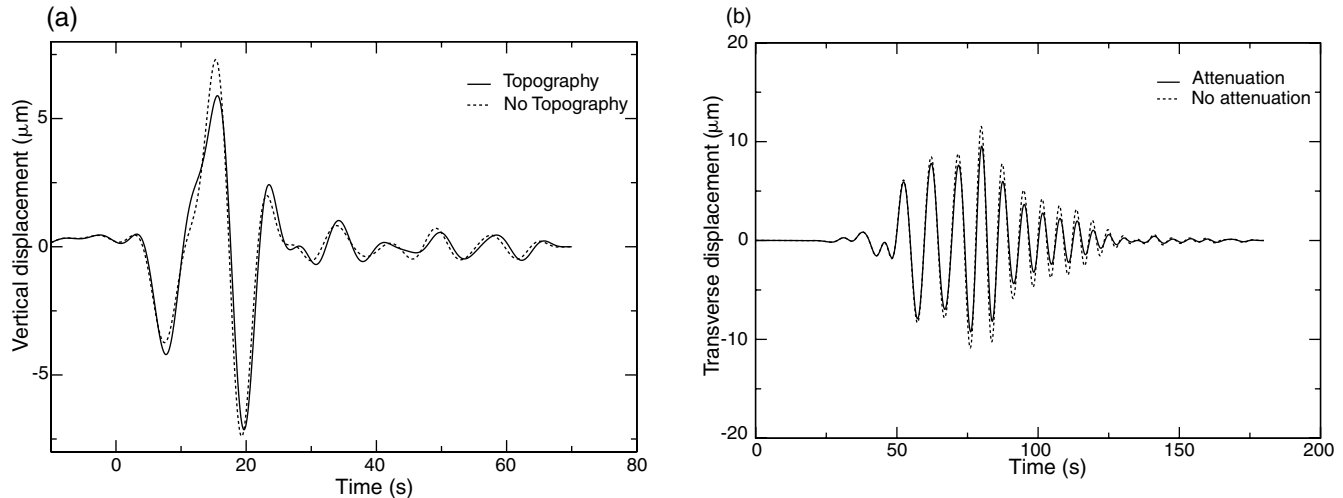 (a)
Topography
No Topography
5
0
-5
Vertical displacement (μm)
0
20
40
60
80
Time (s)
(b)
20
Attenuation
No attenuation
10
0
-10
-20
Transverse displacement (μm)
0
50
100
150
200
Time (s)